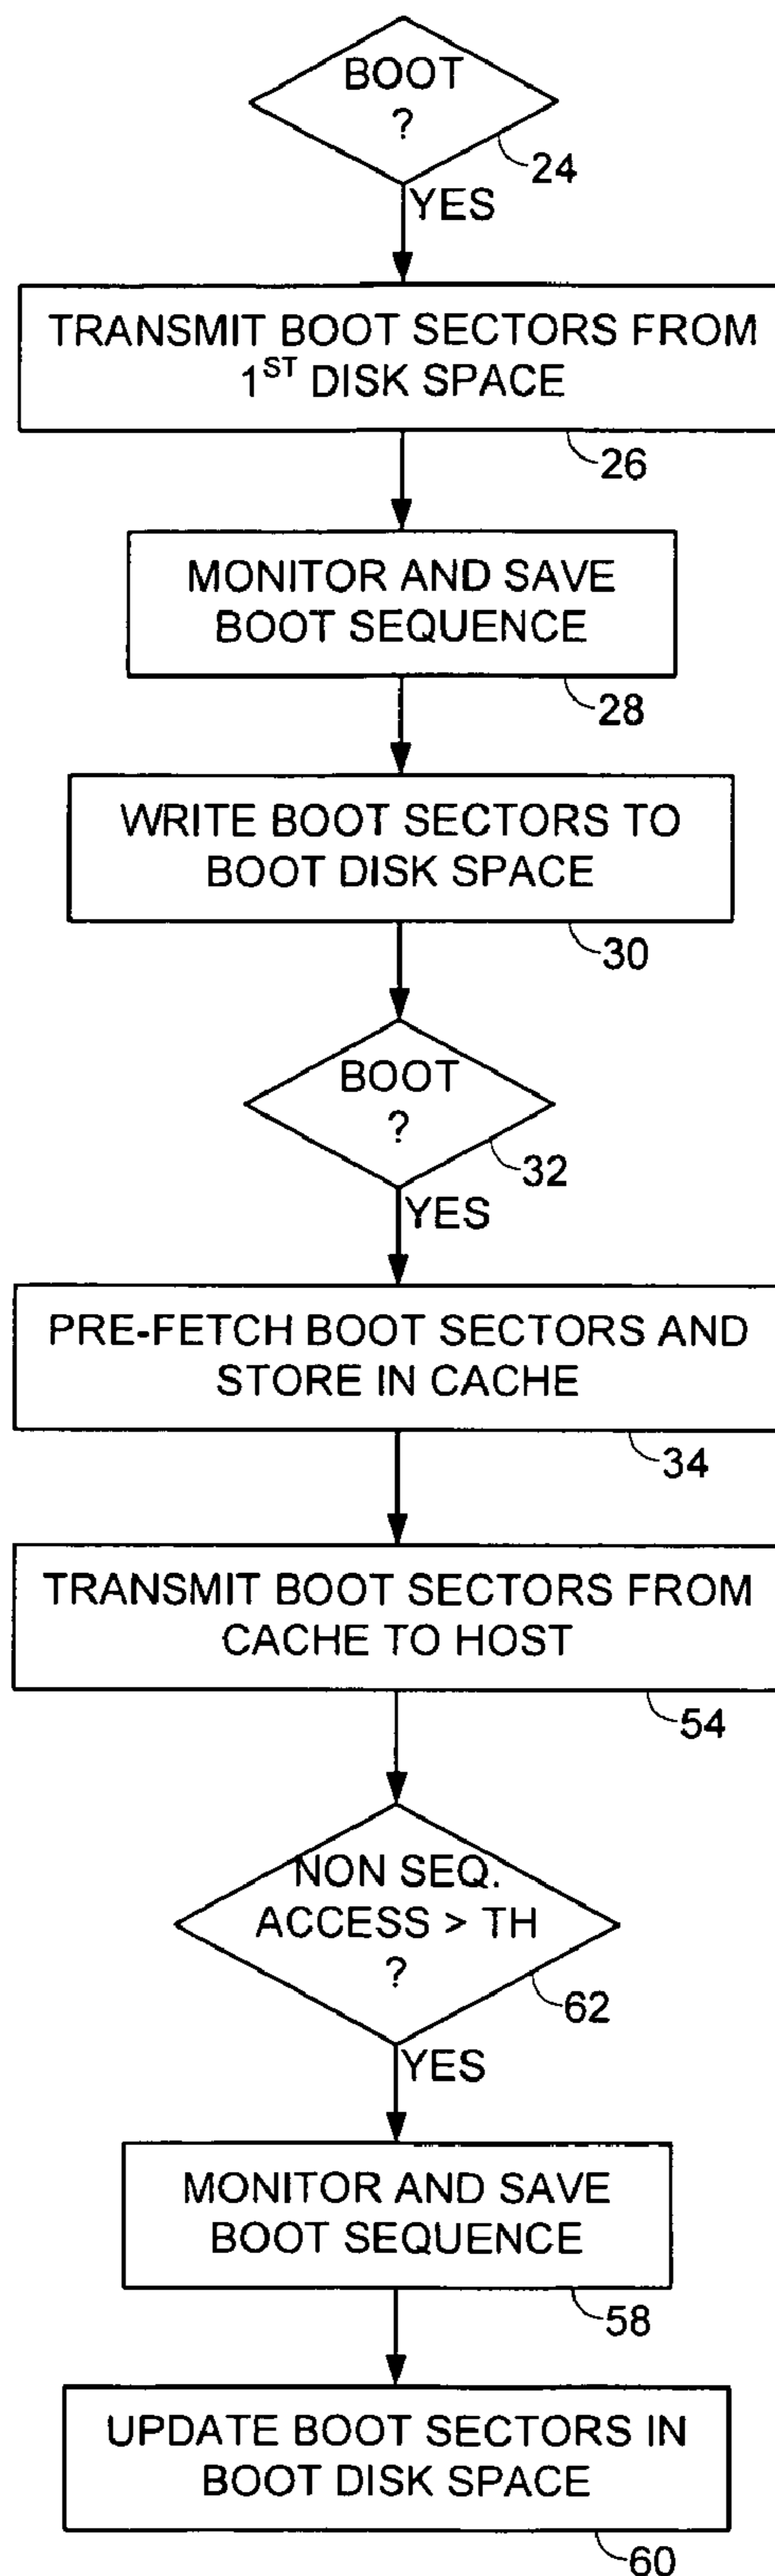 BOOT
?
24
YES
TRANSMIT BOOT SECTORS FROM
1ST DISK SPACE
26
MONITOR AND SAVE
BOOT SEQUENCE
28
WRITE BOOT SECTORS TO
BOOT DISK SPACE
30
BOOT
?
32
YES
PRE-FETCH BOOT SECTORS AND
STORE IN CACHE
34
TRANSMIT BOOT SECTORS FROM
CACHE TO HOST
54
NON SEQ.
ACCESS > TH
?
62
YES
MONITOR AND SAVE
BOOT SEQUENCE
58
UPDATE BOOT SECTORS IN
BOOT DISK SPACE
60